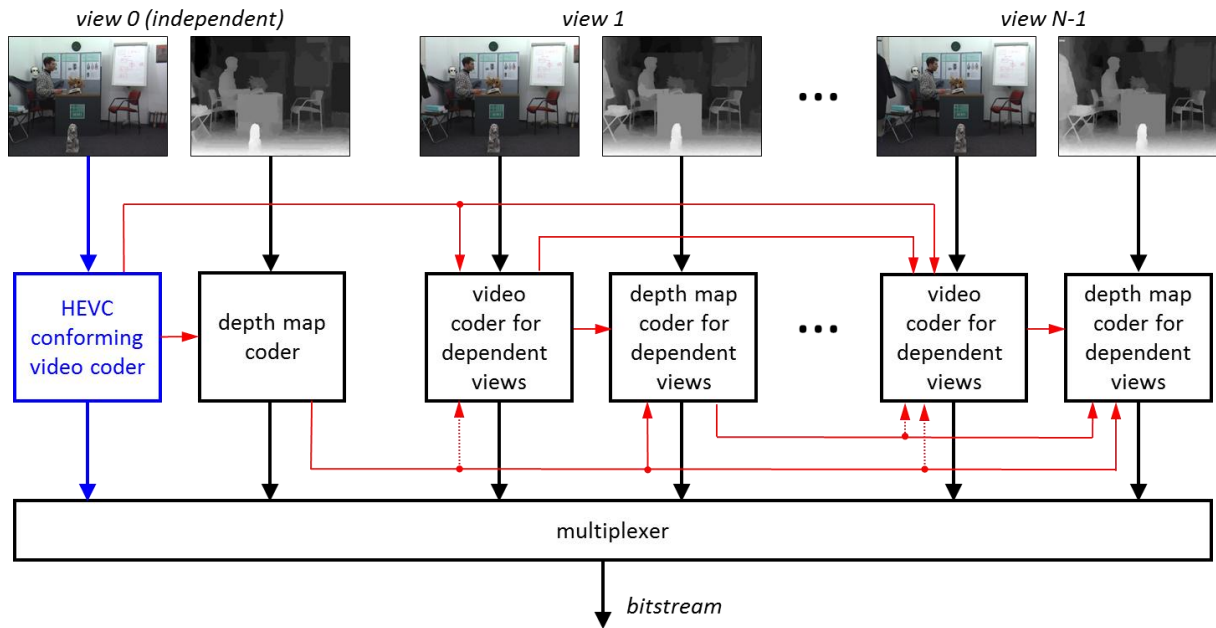 view 0 (independent)
view 1
view N-1
HEVC
conforming
video coder
depth map
coder
video
coder for
dependent
views
depth map
coder for
dependent
views
video
coder for
dependent
views
depth map
coder for
dependent
views
multiplexer
bitstream